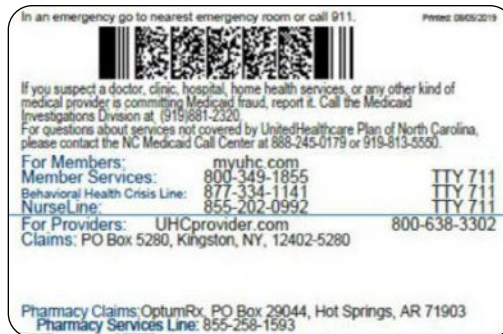 In an emergency go to nearest emergency room or call 911. Printed: 08/05/2019
If you suspect a doctor, clinic, hospital, home health services, or any other kind of
medical provider is committing Medicaid fraud, report it. Call the Medicaid
Investigations Division at (919)881-2320.
For questions about services not covered by UnitedHealthcare Plan of North Carolina,
please contact the NC Medicaid Call Center at 888-245-0179 or 919-813-5550.
For Members: myuhc.com
Member Services: 800-349-1855 TTY 711
Behavioral Health Crisis Line: 877-334-1141 TTY 711
NurseLine: 855-202-0992 TTY 711
For Providers: UHCprovider.com 800-638-3302
Claims: PO Box 5280, Kingston, NY, 12402-5280
Pharmacy Claims: OptumRx, PO Box 29044, Hot Springs, AR 71903
Pharmacy Services Line: 855-258-1593